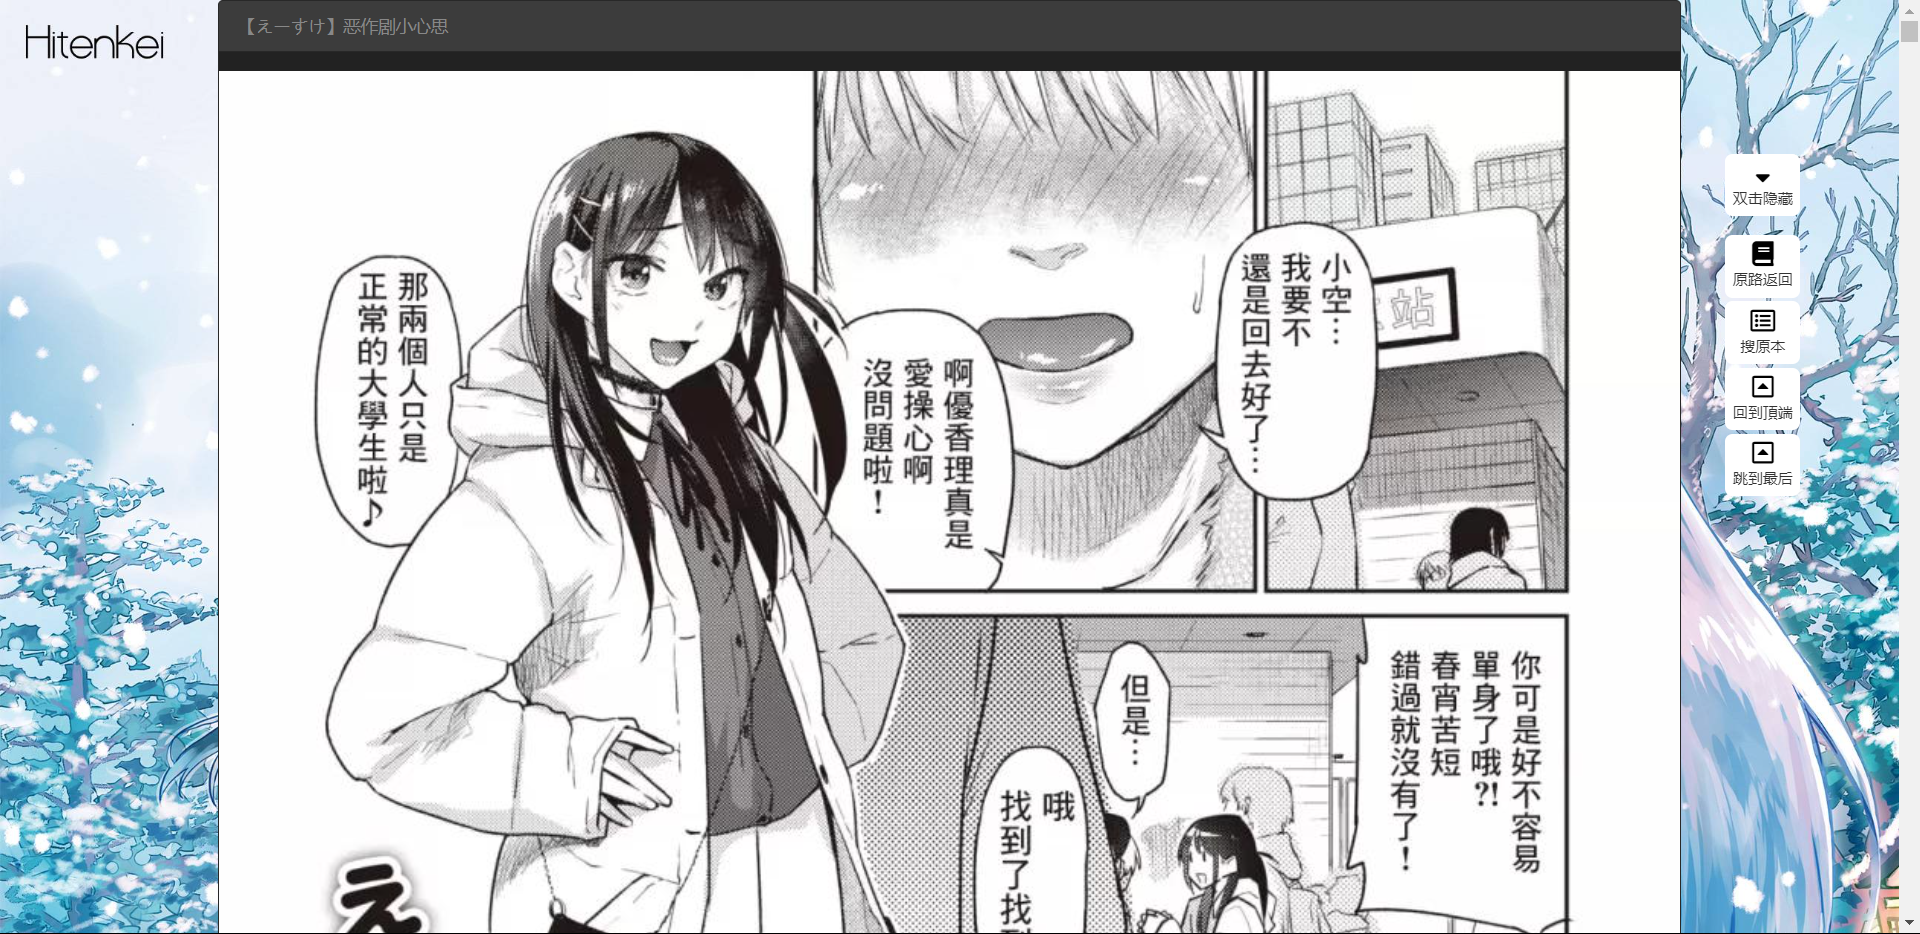 Hitenkei
【えーすけ】恶作剧小心思
小空…
我要不
還是回去好了…
站
啊優香理真是
愛操心啊
沒問題啦！
那兩個人只是
正常的大學生啦♪
你可是好不容易
單身了哦?!
春宵苦短
錯過就沒有了！
但是…
哦
找到了找到
え
双击隐藏
原路返回
搜原本
回到頂端
跳到最后